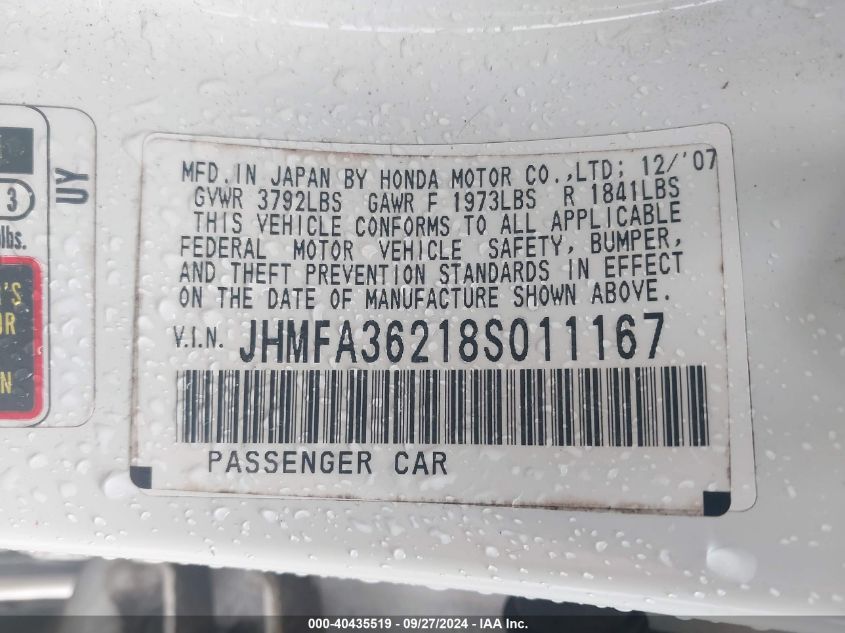 MFD. IN JAPAN BY HONDA MOTOR CO.,LTD; 12/'07
GVWR 3792LBS GAWR F 1973LBS R 1841LBS
THIS VEHICLE CONFORMS TO ALL APPLICABLE
FEDERAL MOTOR VEHICLE SAFETY, BUMPER,
AND THEFT PREVENTION STANDARDS IN EFFECT
ON THE DATE OF MANUFACTURE SHOWN ABOVE.
V.I.N. JHMFA36218S011167
PASSENGER CAR
UY
3
lbs.
000-40435519 - 09/27/2024 - IAA Inc.